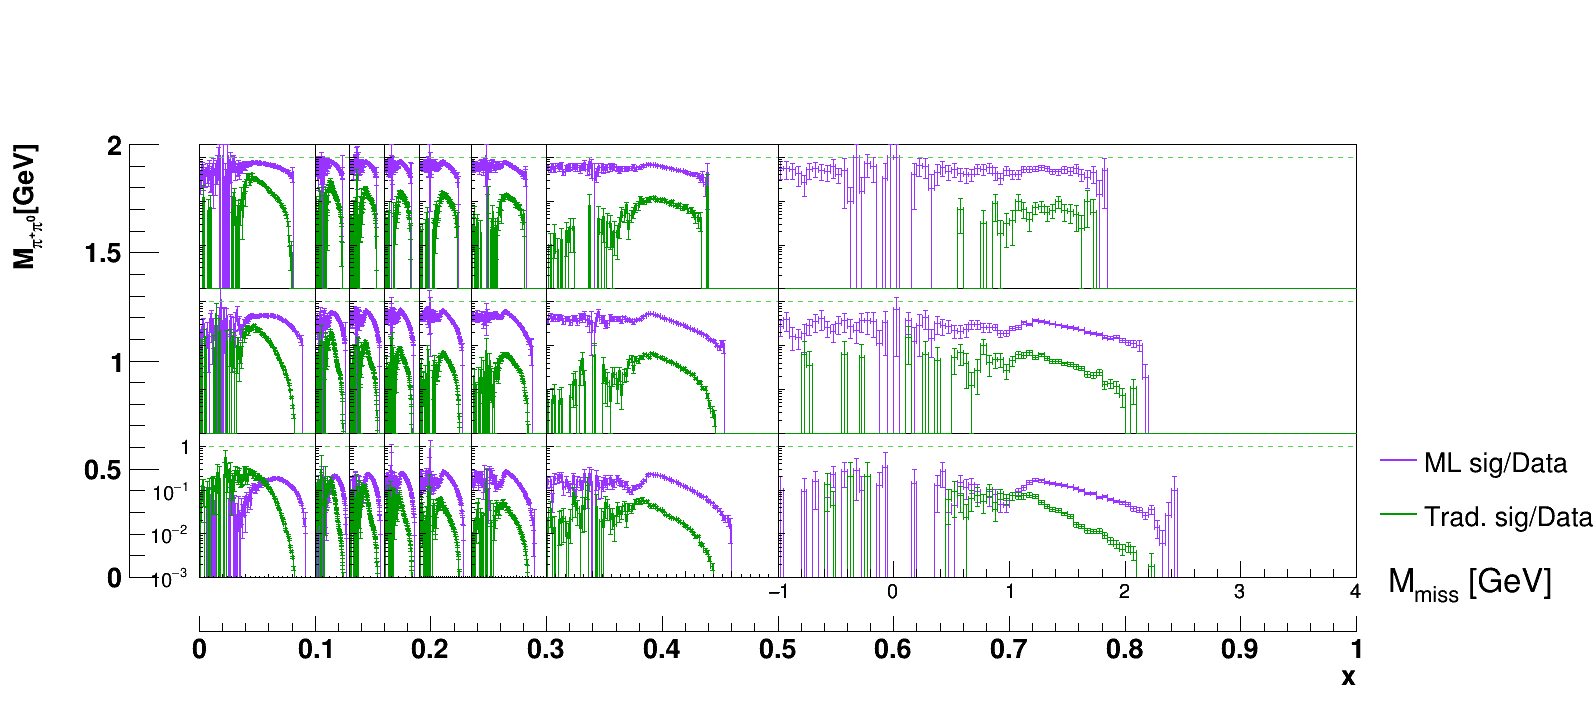 M_{π⁺π⁰}[GeV]
2
1.5
1
0.5
0
1
10⁻¹
10⁻²
10⁻³
−1 0 1 2 3 4
M_{miss} [GeV]
0 0.1 0.2 0.3 0.4 0.5 0.6 0.7 0.8 0.9 1
x
ML sig/Data
Trad. sig/Data